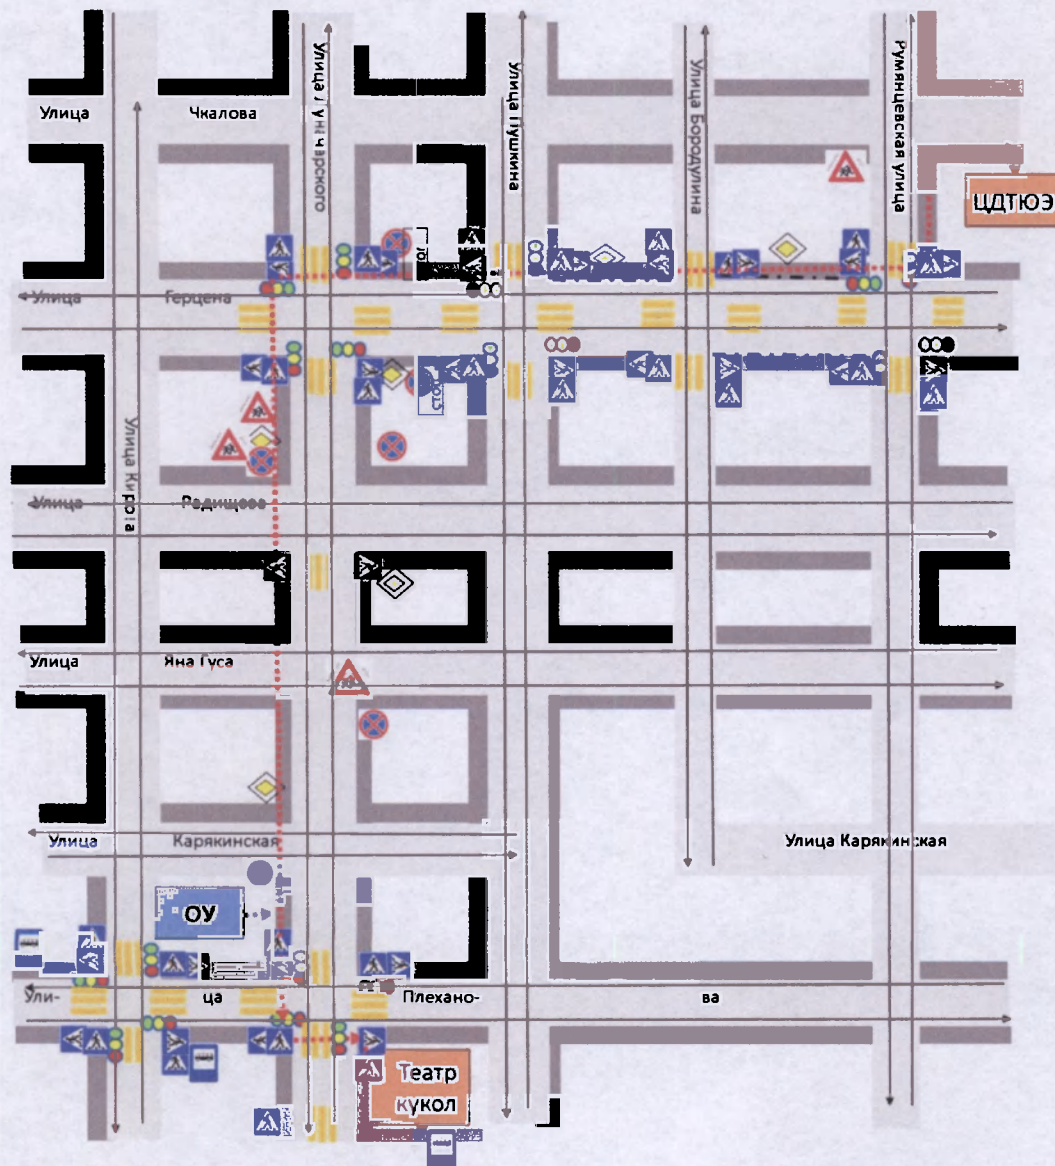 Улица Чкалова
Улица
Улица Пушкина
Улица Бородулина
Румянцевская улица
ЦДТЮЭ
Улица Герцена
Улица
Улица
Улица Яна Гуса
Улица Карякинская
Улица Карякинская
ОУ
Ули-
ца
Плехано-
ва
Театр
кукол